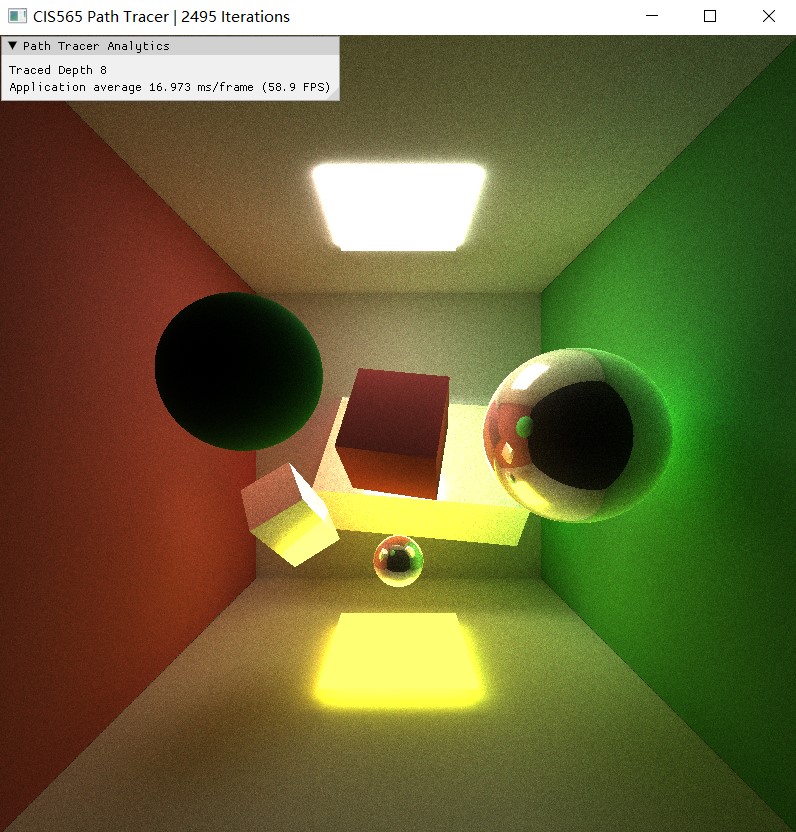 CIS565 Path Tracer | 2495 Iterations
Path Tracer Analytics
Traced Depth 8
Application average 16.973 ms/frame (58.9 FPS)